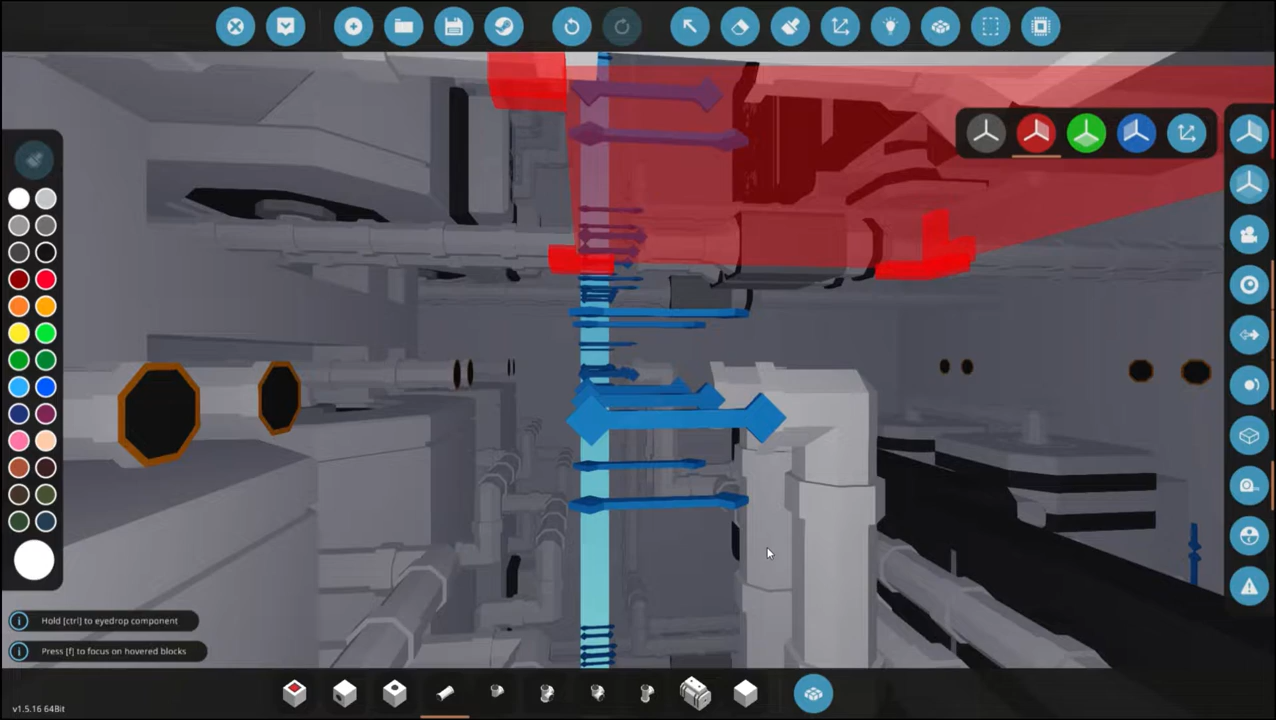 Hold [ctrl] to eyedrop component
Press [f] to focus on hovered blocks
v1.5.16 64Bit